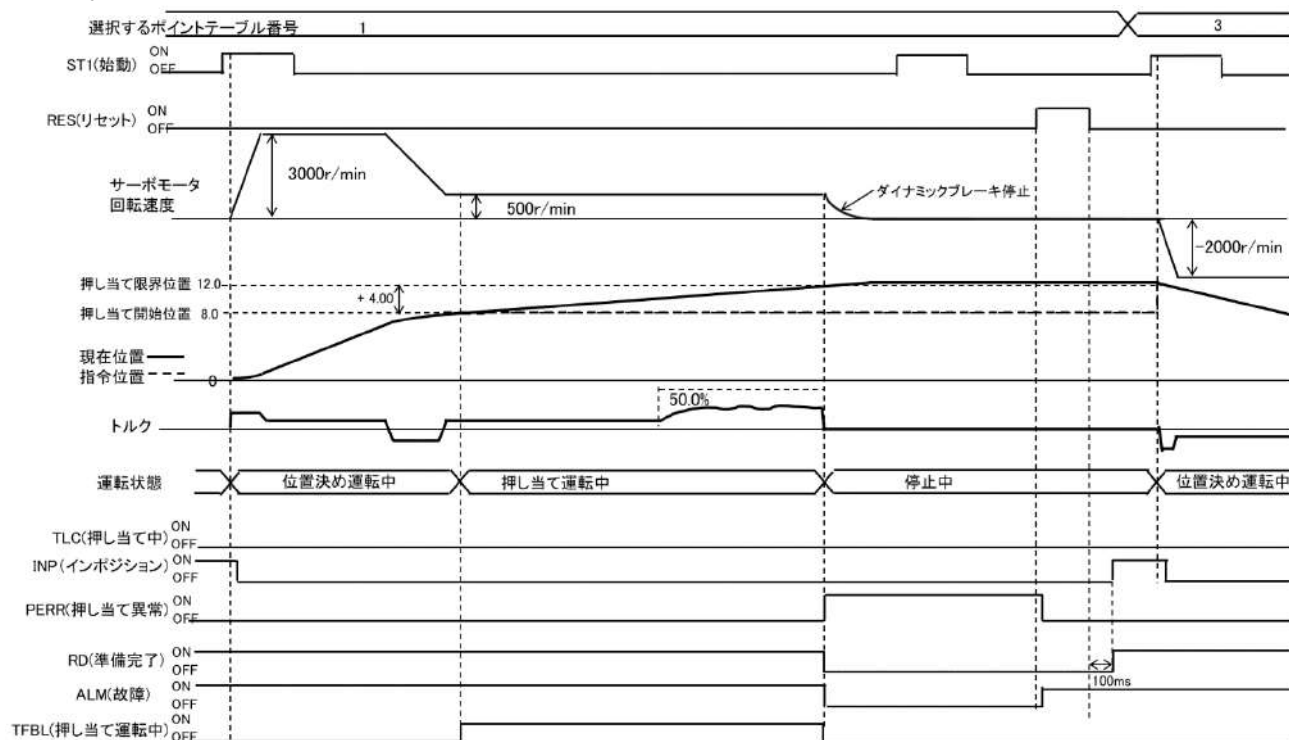 選択するポイントテーブル番号 1 3
ST1(始動) ON
OFF
RES(リセット) ON
OFF
3000r/min
サーボモータ
回転速度
500r/min
ダイナミックブレーキ停止
-2000r/min
押し当て限界位置 12.0
+ 4.00
押し当て開始位置 8.0
現在位置
指令位置
0
50.0%
トルク
運転状態 位置決め運転中 押し当て運転中 停止中 位置決め運転中
TLC(押し当て中) ON
OFF
INP(インポジション) ON
OFF
PERR(押し当て異常) ON
OFF
RD(準備完了) ON
OFF
100ms
ALM(故障) ON
OFF
TFBL(押し当て運転中) ON
OFF